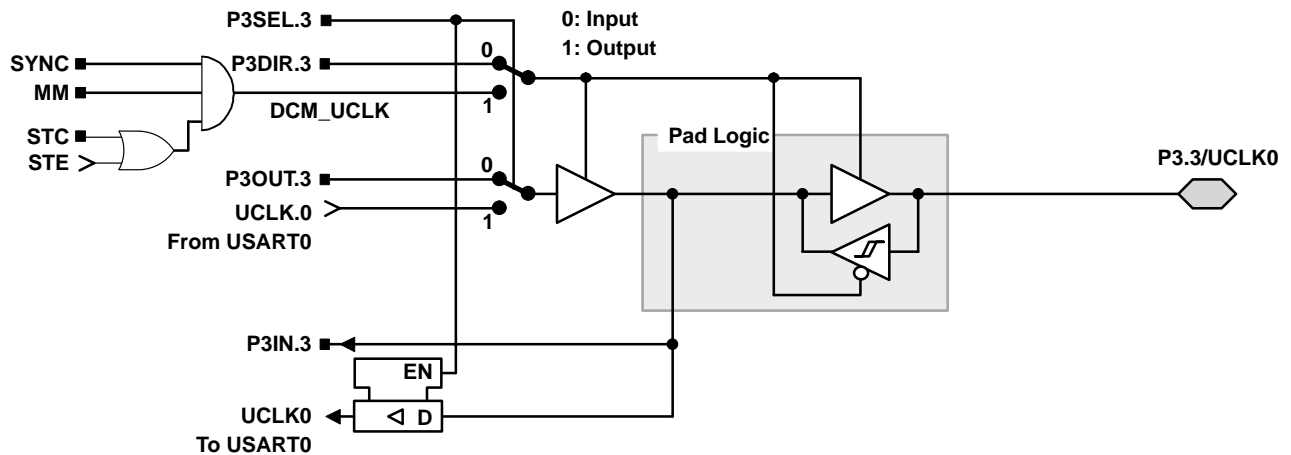 P3SEL.3
0: Input
1: Output
SYNC
P3DIR.3
0
MM
1
DCM_UCLK
STC
STE
Pad Logic
P3.3/UCLK0
P3OUT.3
0
UCLK.0
1
From USART0
P3IN.3
EN
UCLK0
D
To USART0